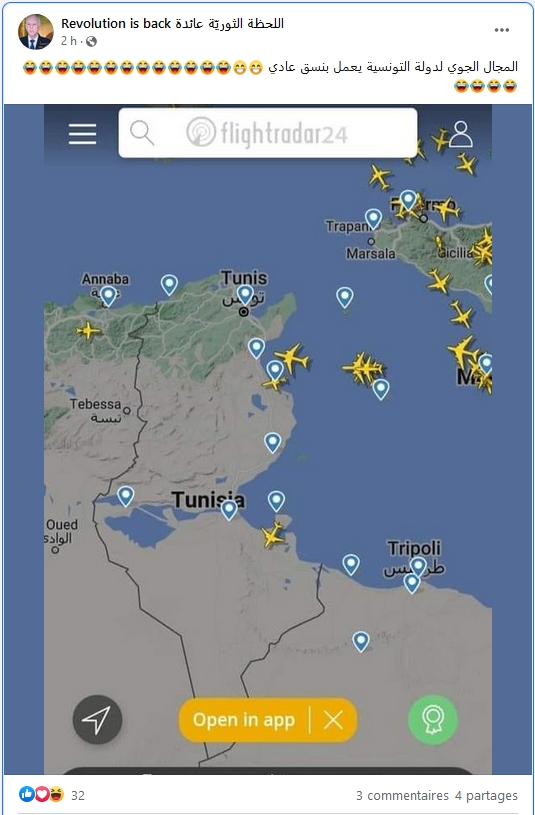 Revolution is back اللحظة الثوريّة عائدة
2 h ·
المجال الجوي لدولة التونسية يعمل بنسق عادي 😁😁😂😂😂😂😂😂😂😂😂😂😂😂😂
😂😂😂😂
flightradar24
Trapani
Marsala
Sicilia
Annaba
Tunis
تونس
Tebessa
تبسة
Tunisia
Oued
الوادي
Tripoli
طرابلس
Open in app
32
3 commentaires 4 partages